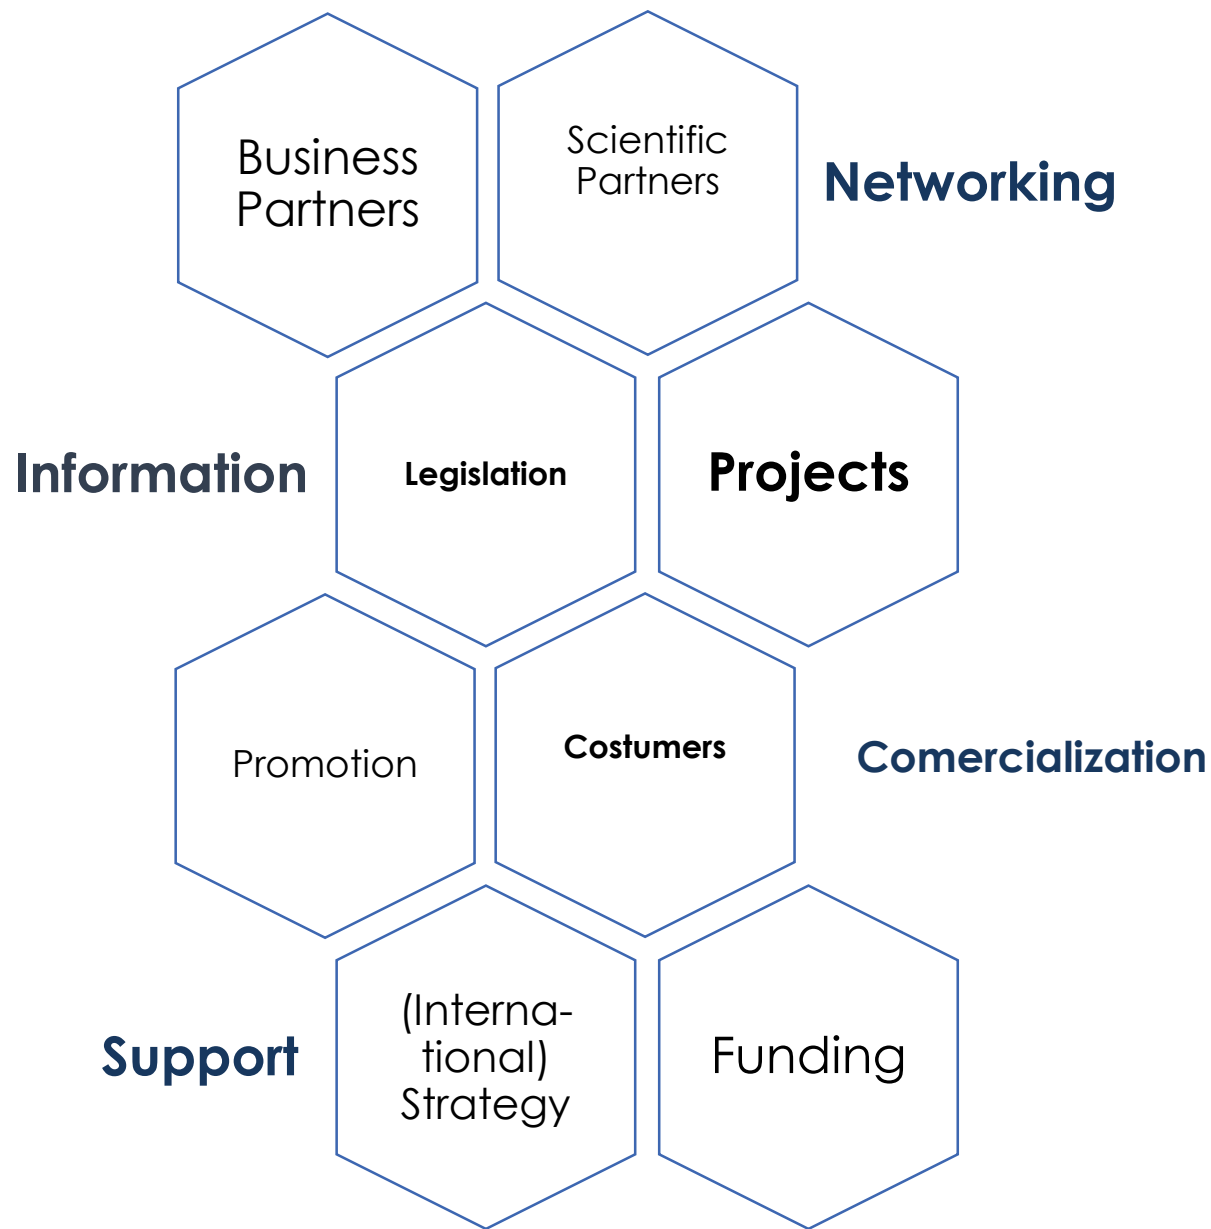 Business
Partners
Scientific
Partners
Networking
Information
Legislation
Projects
Promotion
Costumers
Comercialization
Support
(Interna-
tional)
Strategy
Funding